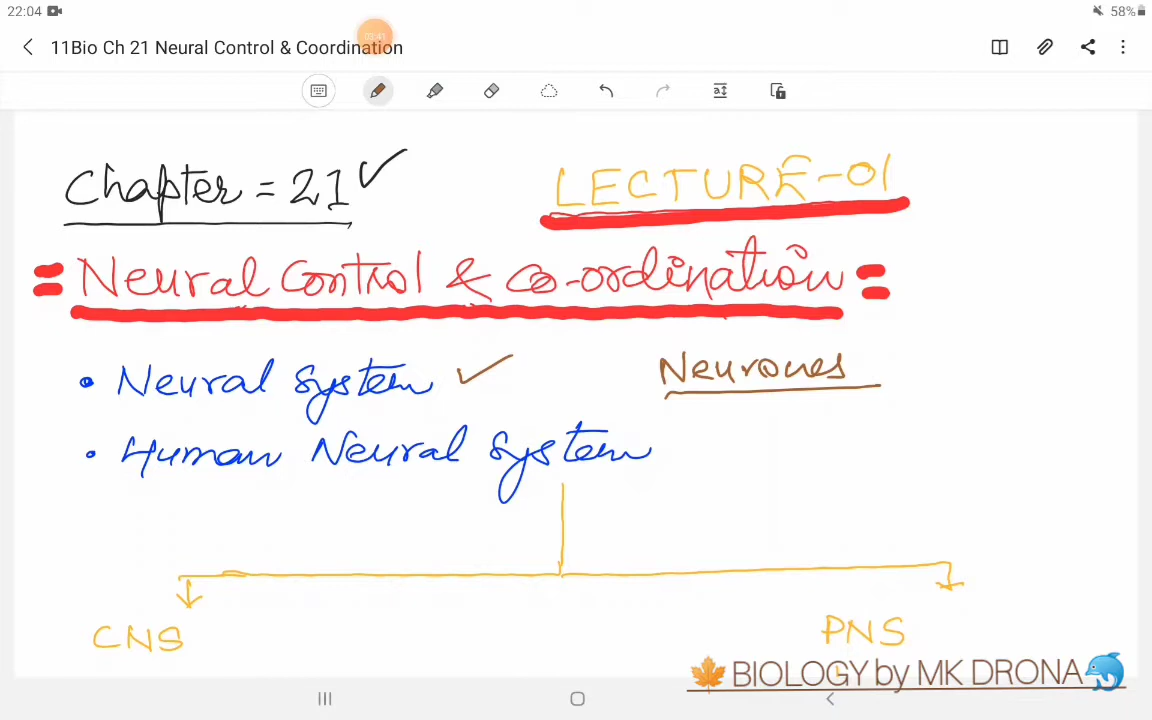 22:04
58%
11Bio Ch 21 Neural Control & Coordination
Chapter = 21
LECTURE-01
= Neural Control & Co-ordination =
• Neural System
Neurones
• Human Neural System
CNS
PNS
BIOLOGY by MK DRONA